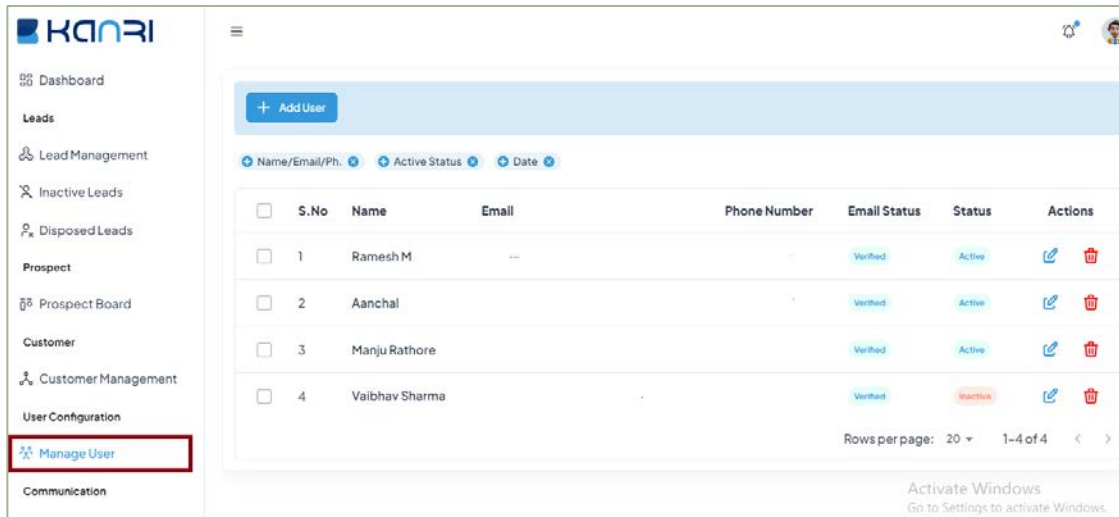 KANRI
Dashboard
Leads
Lead Management
Inactive Leads
Disposed Leads
Prospect
Prospect Board
Customer
Customer Management
User Configuration
Manage User
Communication
+ Add User
Name/Email/Ph. Active Status Date
S.No Name Email Phone Number Email Status Status Actions
1 Ramesh M Verified Active
2 Aanchal Verified Active
3 Manju Rathore Verified Active
4 Vaibhav Sharma Verified Inactive
Rows per page: 20 1-4 of 4
Activate Windows
Go to Settings to activate Windows.